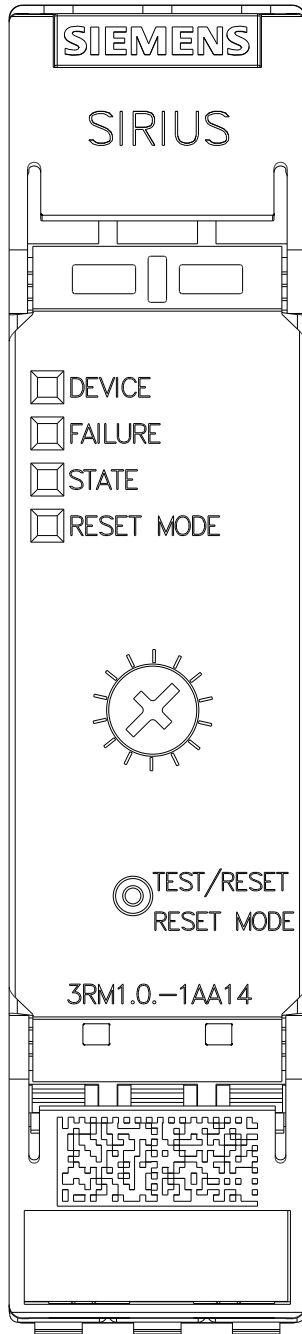 SIEMENS
SIRIUS
DEVICE
FAILURE
STATE
RESET MODE
TEST/RESET
RESET MODE
3RM1.0.-1AA14